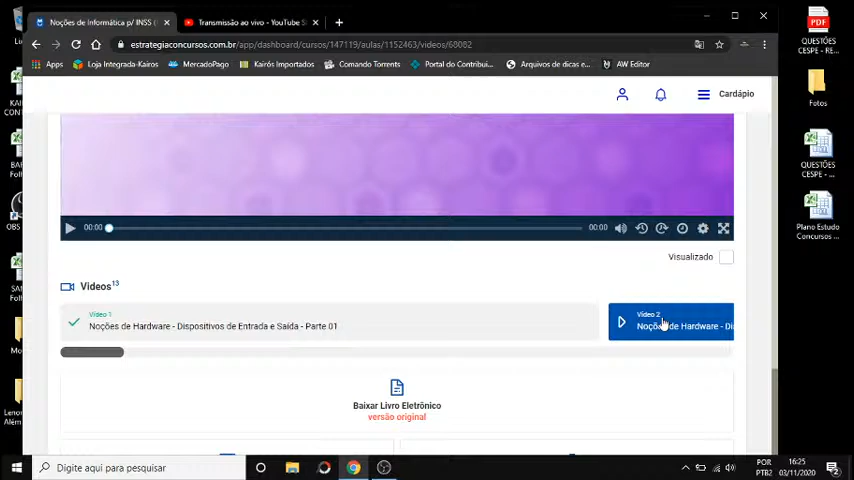 Noções de Informática p/ INSS (
Transmissão ao vivo - YouTube S
estrategiaconcursos.com.br/app/dashboard/cursos/147119/aulas/1152463/videos/68082
Apps
Loja Integrada-Kairos
MercadoPago
Kairós Importados
Comando Torrents
Portal do Contribui...
Arquivos de dicas e...
AW Editor
Cardápio
00:00
00:00
Visualizado
Videos 13
Vídeo 1
Noções de Hardware - Dispositivos de Entrada e Saída - Parte 01
Vídeo 2
Noções de Hardware - Di
Baixar Livro Eletrônico
versão original
PDF
QUESTÕES
CESPE - RE...
Fotos
QUESTÕES
CESPE - ...
Plano Estudo
Concursos ...
Digite aqui para pesquisar
POR
PTB2
16:25
03/11/2020
2